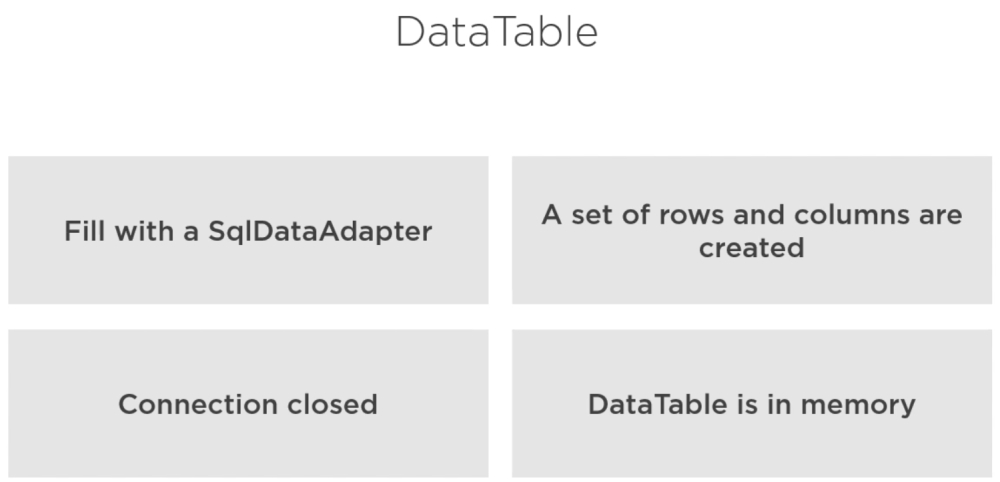 DataTable
Fill with a SqlDataAdapter
A set of rows and columns are
created
Connection closed
DataTable is in memory